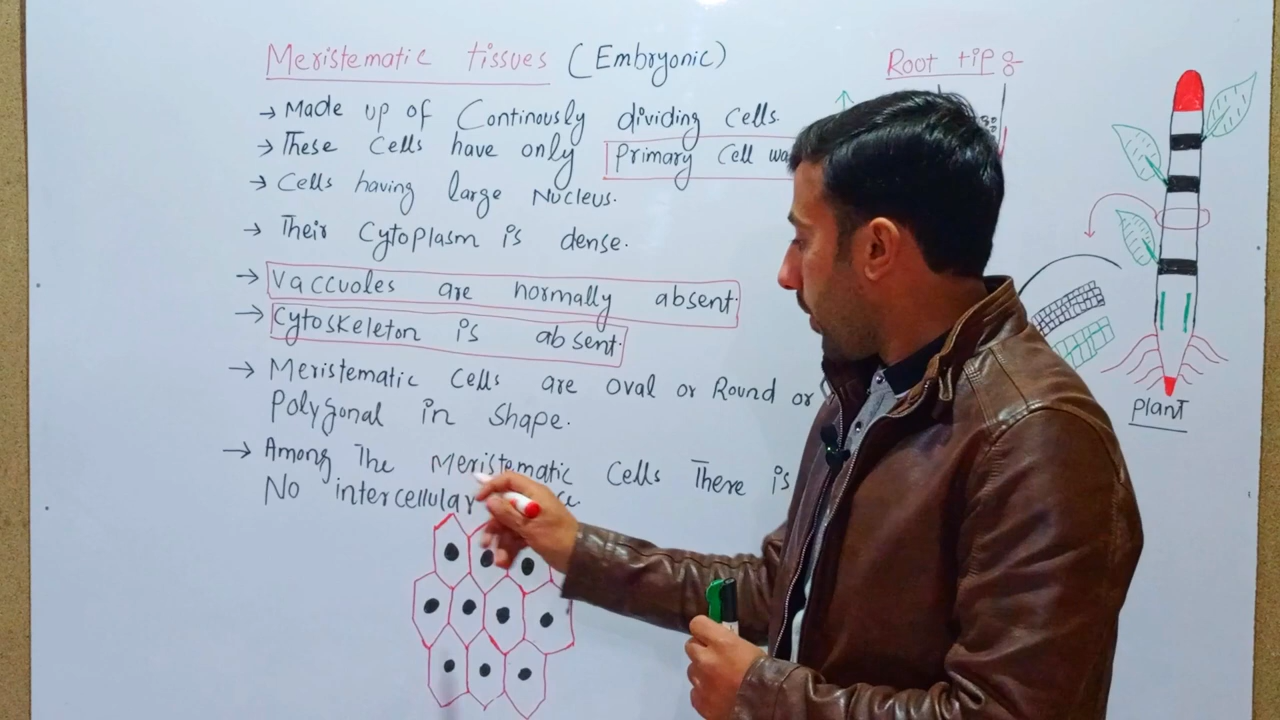 Meristematic tissues (Embryonic)
→ Made up of Continously dividing Cells.
→ These Cells have only Primary Cell
→ Cells having large Nucleus.
→ Their Cytoplasm is dense.
→ Vaccuoles are normally absent.
→ Cytoskeleton is absent.
→ Meristematic Cells are oval or Round or
Polygonal in Shape.
→ Among The Meristematic Cells There is
No intercellular
Root tip :-
Plant